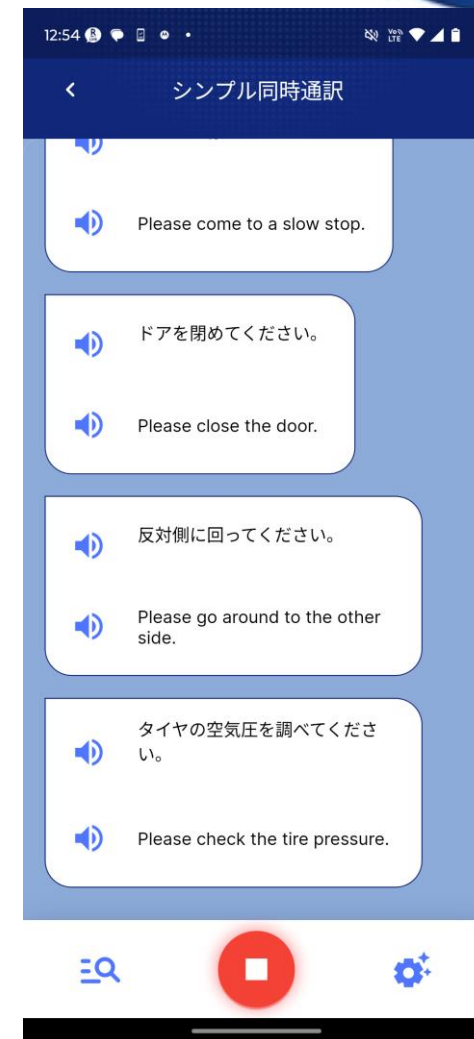 12:54
Vo))
LTE
シンプル同時通訳
Please come to a slow stop.
ドアを閉めてください。
Please close the door.
反対側に回ってください。
Please go around to the other
side.
タイヤの空気圧を調べてくださ
い。
Please check the tire pressure.